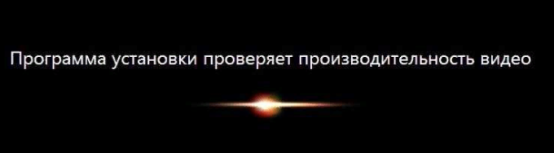 Программа установки проверяет производительность видео